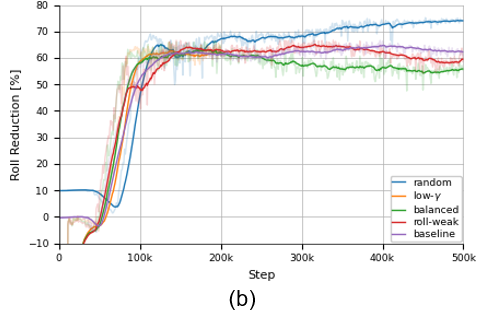 80
70
60
50
40
30
20
10
0
−10
Roll Reduction [%]
random
low-γ
balanced
roll-weak
baseline
0 100k 200k 300k 400k 500k
Step
(b)